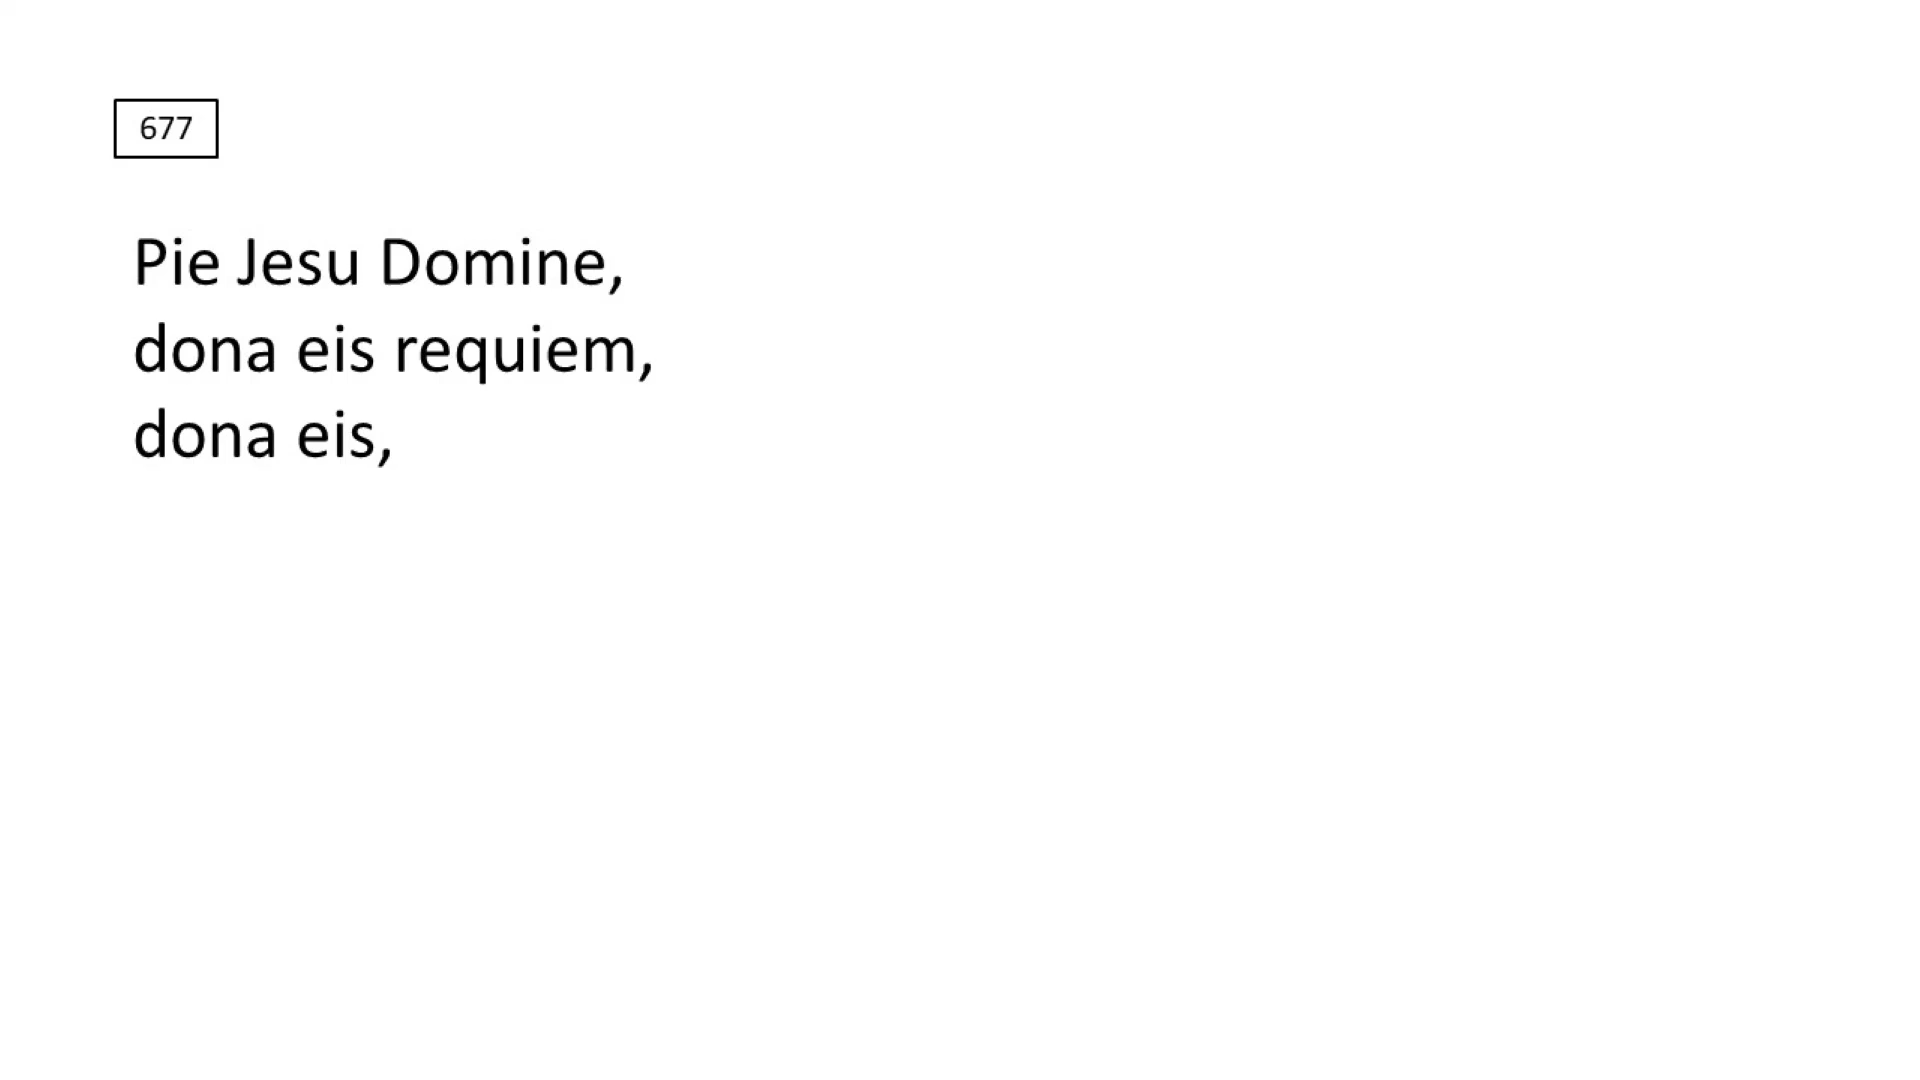 677
Pie Jesu Domine,
dona eis requiem,
dona eis,